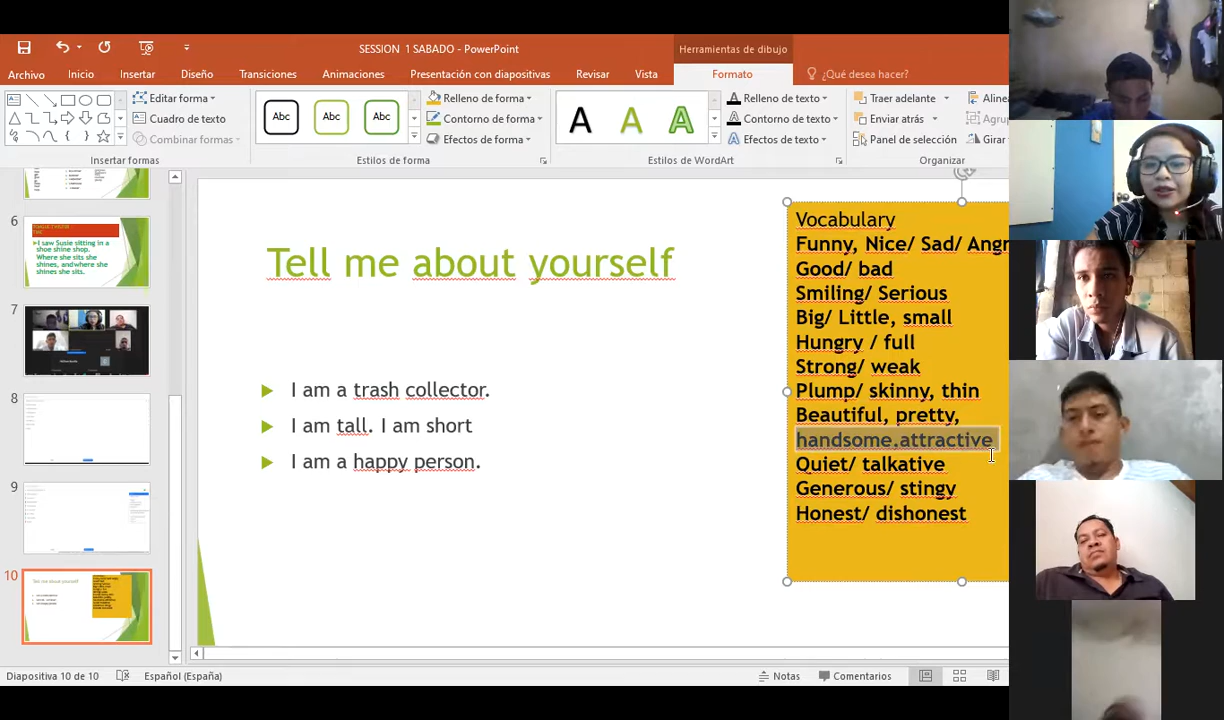 SESSION 1 SABADO - PowerPoint
Herramientas de dibujo
Archivo
Inicio
Insertar
Diseño
Transiciones
Animaciones
Presentación con diapositivas
Revisar
Vista
Formato
¿Qué desea hacer?
Editar forma
Cuadro de texto
Combinar formas
Insertar formas
Abc
Abc
Abc
Relleno de forma
Contorno de forma
Efectos de forma
Estilos de forma
A
A
A
Relleno de texto
Contorno de texto
Efectos de texto
Estilos de WordArt
Traer adelante
Enviar atrás
Panel de selección
Organizar
Girar
6
I saw Susie sitting in a
shoe shine shop.
Where she sits she
shines, andwhere she
shines she sits.
7
8
9
10
Tell me about yourself
Tell me about yourself
I am a trash collector.
I am tall. I am short
I am a happy person.
Vocabulary
Funny, Nice/ Sad/ Angr
Good/ bad
Smiling/ Serious
Big/ Little, small
Hungry / full
Strong/ weak
Plump/ skinny, thin
Beautiful, pretty,
handsome.attractive
Quiet/ talkative
Generous/ stingy
Honest/ dishonest
Diapositiva 10 de 10
Español (España)
Notas
Comentarios